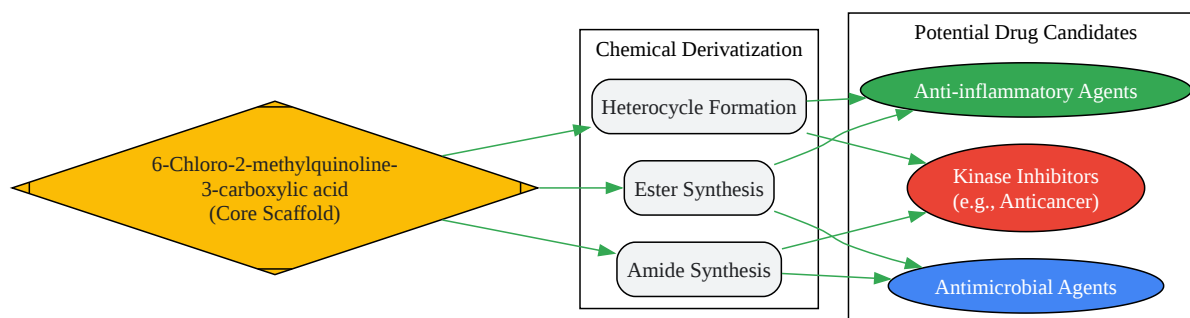 6-Chloro-2-methylquinoline-
3-carboxylic acid
(Core Scaffold)
Chemical Derivatization
Heterocycle Formation
Ester Synthesis
Amide Synthesis
Potential Drug Candidates
Anti-inflammatory Agents
Kinase Inhibitors
(e.g., Anticancer)
Antimicrobial Agents